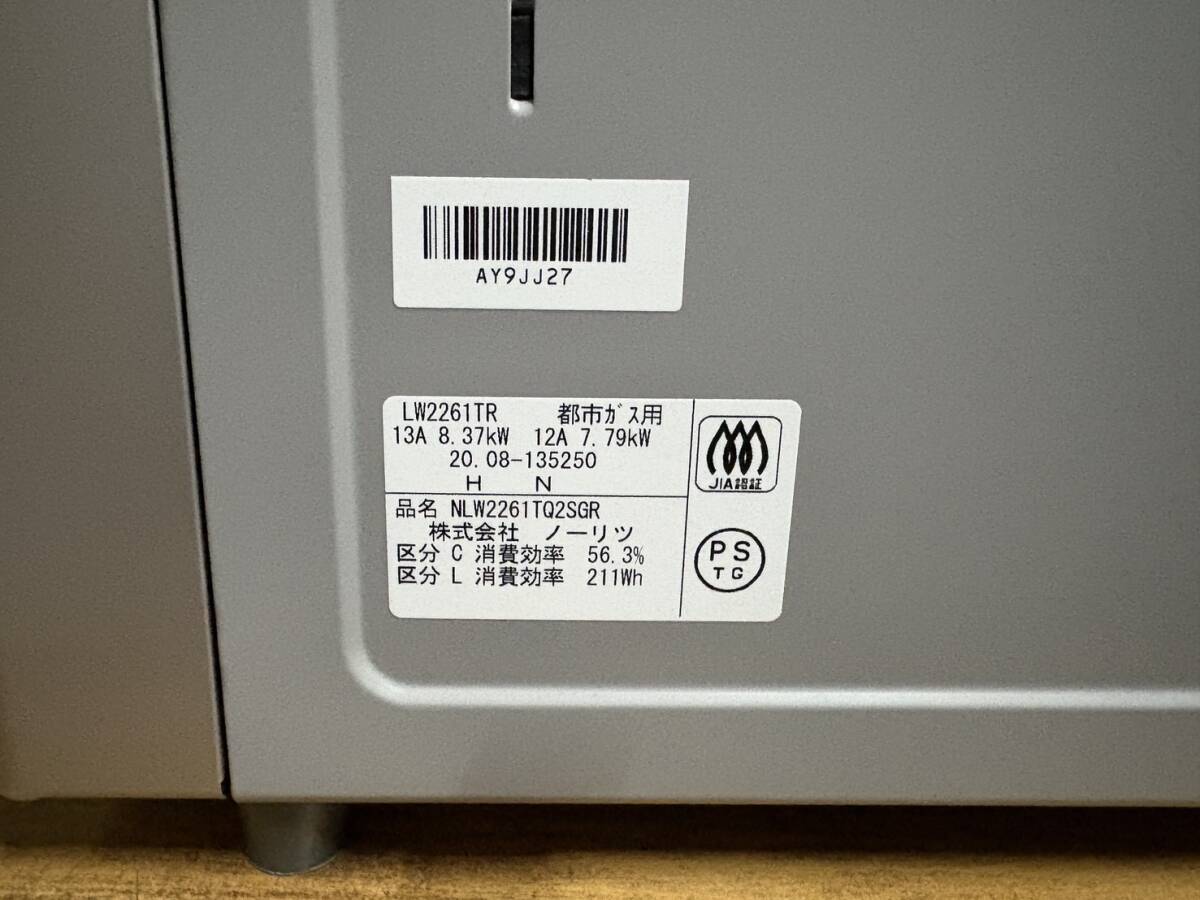 AY9JJ27
LW2261TR 都市ガス用
13A 8.37kW 12A 7.79kW
20.08-135250
H N
品名 NLW2261TQ2SGR
株式会社 ノーリツ
区分 C 消費効率 56.3%
区分 L 消費効率 211Wh
JIA認証
PS
TG